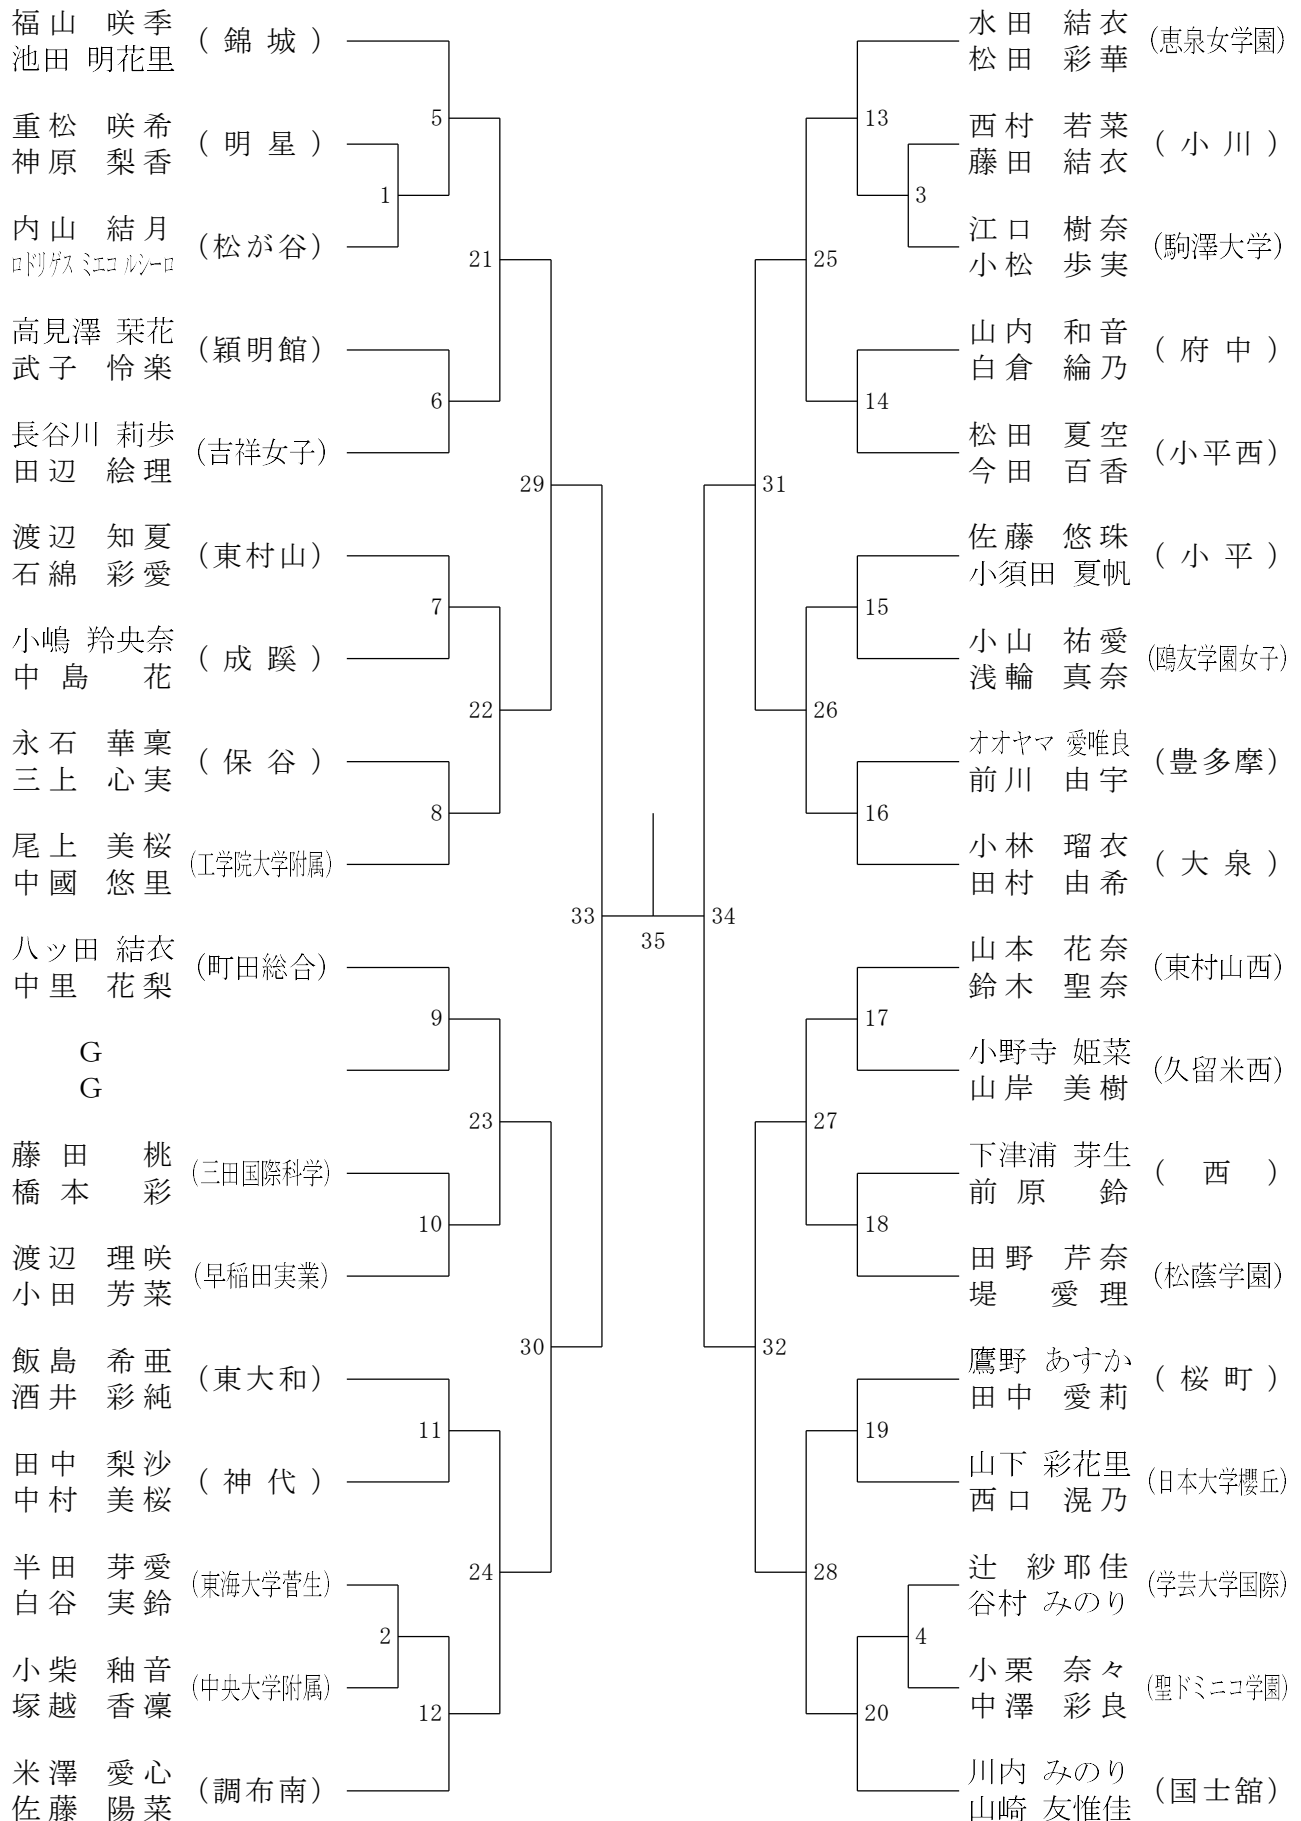 福山 咲季
池田 明花里
(錦城)
重松 咲希
神原 梨香
(明星)
内山 結月
ロドリゲス ミエコ ルシーロ
(松が谷)
高見澤 栞花
武子 怜楽
(穎明館)
長谷川 莉歩
田辺 絵理
(吉祥女子)
渡辺 知夏
石綿 彩愛
(東村山)
小嶋 羚央奈
中島 花
(成蹊)
永石 華稟
三上 心実
(保谷)
尾上 美桜
中國 悠里
(工学院大学附属)
八ッ田 結衣
中里 花梨
(町田総合)
G
G
藤田 桃
橋本 彩
(三田国際科学)
渡辺 理咲
小田 芳菜
(早稲田実業)
飯島 希亜
酒井 彩純
(東大和)
田中 梨沙
中村 美桜
(神代)
半田 芽愛
白谷 実鈴
(東海大学菅生)
小柴 釉音
塚越 香凜
(中央大学附属)
米澤 愛心
佐藤 陽菜
(調布南)
5
1
21
6
29
7
22
8
33
9
23
10
30
11
24
2
12
35
34
13
3
25
14
31
15
26
16
17
27
18
32
19
28
4
20
水田 結衣
松田 彩華
(恵泉女学園)
西村 若菜
藤田 結衣
(小川)
江口 樹奈
小松 歩実
(駒澤大学)
山内 和音
白倉 綸乃
(府中)
松田 夏空
今田 百香
(小平西)
佐藤 悠珠
小須田 夏帆
(小平)
小山 祐愛
浅輪 真奈
(鴎友学園女子)
オオヤマ 愛唯良
前川 由宇
(豊多摩)
小林 瑠衣
田村 由希
(大泉)
山本 花奈
鈴木 聖奈
(東村山西)
小野寺 姫菜
山岸 美樹
(久留米西)
下津浦 芽生
前原 鈴
(西)
田野 芹奈
堤 愛理
(松蔭学園)
鷹野 あすか
田中 愛莉
(桜町)
山下 彩花里
西口 滉乃
(日本大学櫻丘)
辻 紗耶佳
谷村 みのり
(学芸大学国際)
小栗 奈々
中澤 彩良
(聖ドミニコ学園)
川内 みのり
山崎 友惟佳
(国士舘)